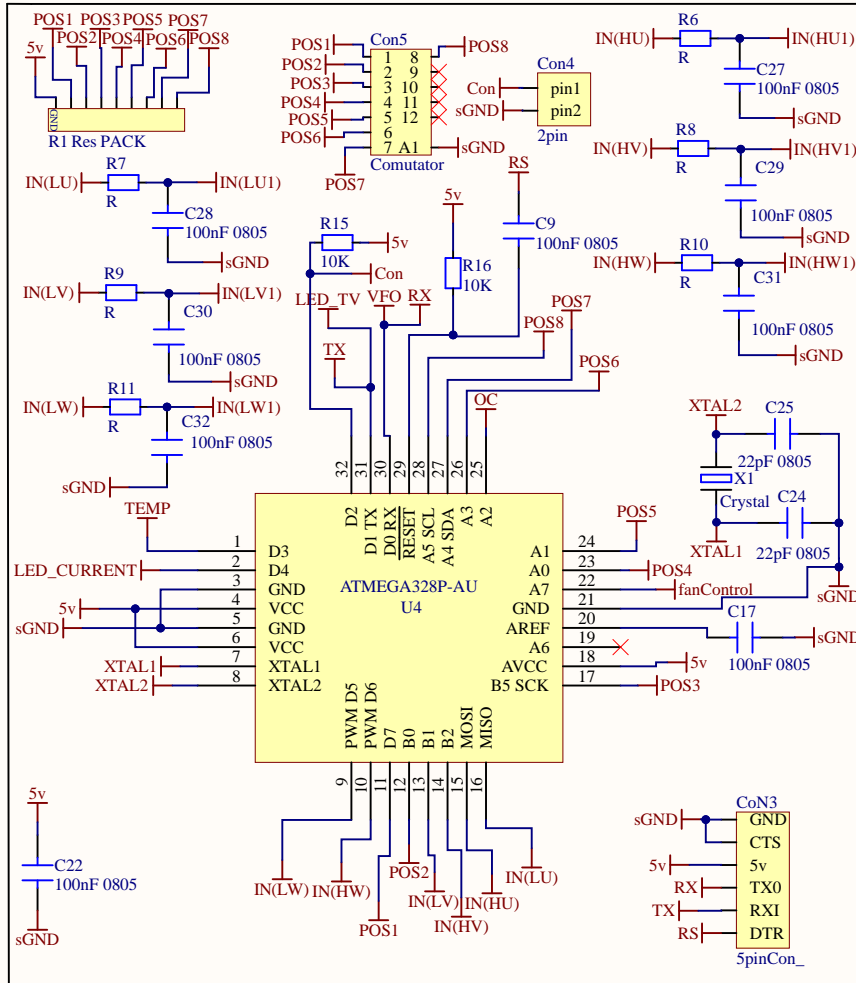 POS1 POS3 POS5 POS7
POS2 POS4 POS6 POS8
5v
GND
R1 Res PACK
Con5
POS1 1 8 POS8
POS2 2 9
POS3 3 10
POS4 4 11
POS5 5 12
POS6 6
7 A1 sGND
POS7
Comutator
Con4
Con pin1
sGND pin2
2pin
R6
IN(HU) IN(HU1)
R
C27
100nF 0805
sGND
R8
IN(HV) IN(HV1)
R
C29
100nF 0805
sGND
R10
IN(HW) IN(HW1)
R
C31
100nF 0805
sGND
R7
IN(LU) IN(LU1)
R
C28
100nF 0805
sGND
R9
IN(LV) IN(LV1)
R
C30
100nF 0805
sGND
R11
IN(LW) IN(LW1)
R
C32
100nF 0805
sGND
R15
5v
10K
Con
5v
R16
10K
RS
C9
100nF 0805
LED_TV VFO RX
TX
POS7
POS8
POS6
OC
32 31 30 29 28 27 26 25
D2
D1 TX
D0 RX
RESET
A5 SCL
A4 SDA
A3
A2
XTAL2
C25
22pF 0805
X1
Crystal
C24
XTAL1
22pF 0805
sGND
TEMP
1 D3
LED_CURRENT 2 D4
3 GND
5v 4 VCC
sGND 5 GND
6 VCC
XTAL1 7 XTAL1
XTAL2 8 XTAL2
ATMEGA328P-AU
U4
POS5
A1 24
A0 23 POS4
A7 22 fanControl
GND 21
AREF 20
A6 19
AVCC 18 5v
B5 SCK 17 POS3
C17
100nF 0805
sGND
PWM D5
PWM D6
D7
B0
B1
B2
MOSI
MISO
9 10 11 12 13 14 15 16
IN(LW)
IN(HW)
POS1
POS2
IN(LV)
IN(HV)
IN(HU)
IN(LU)
5v
C22
100nF 0805
sGND
CoN3
sGND GND
CTS
5v 5v
RX TX0
TX RXI
RS DTR
5pinCon_